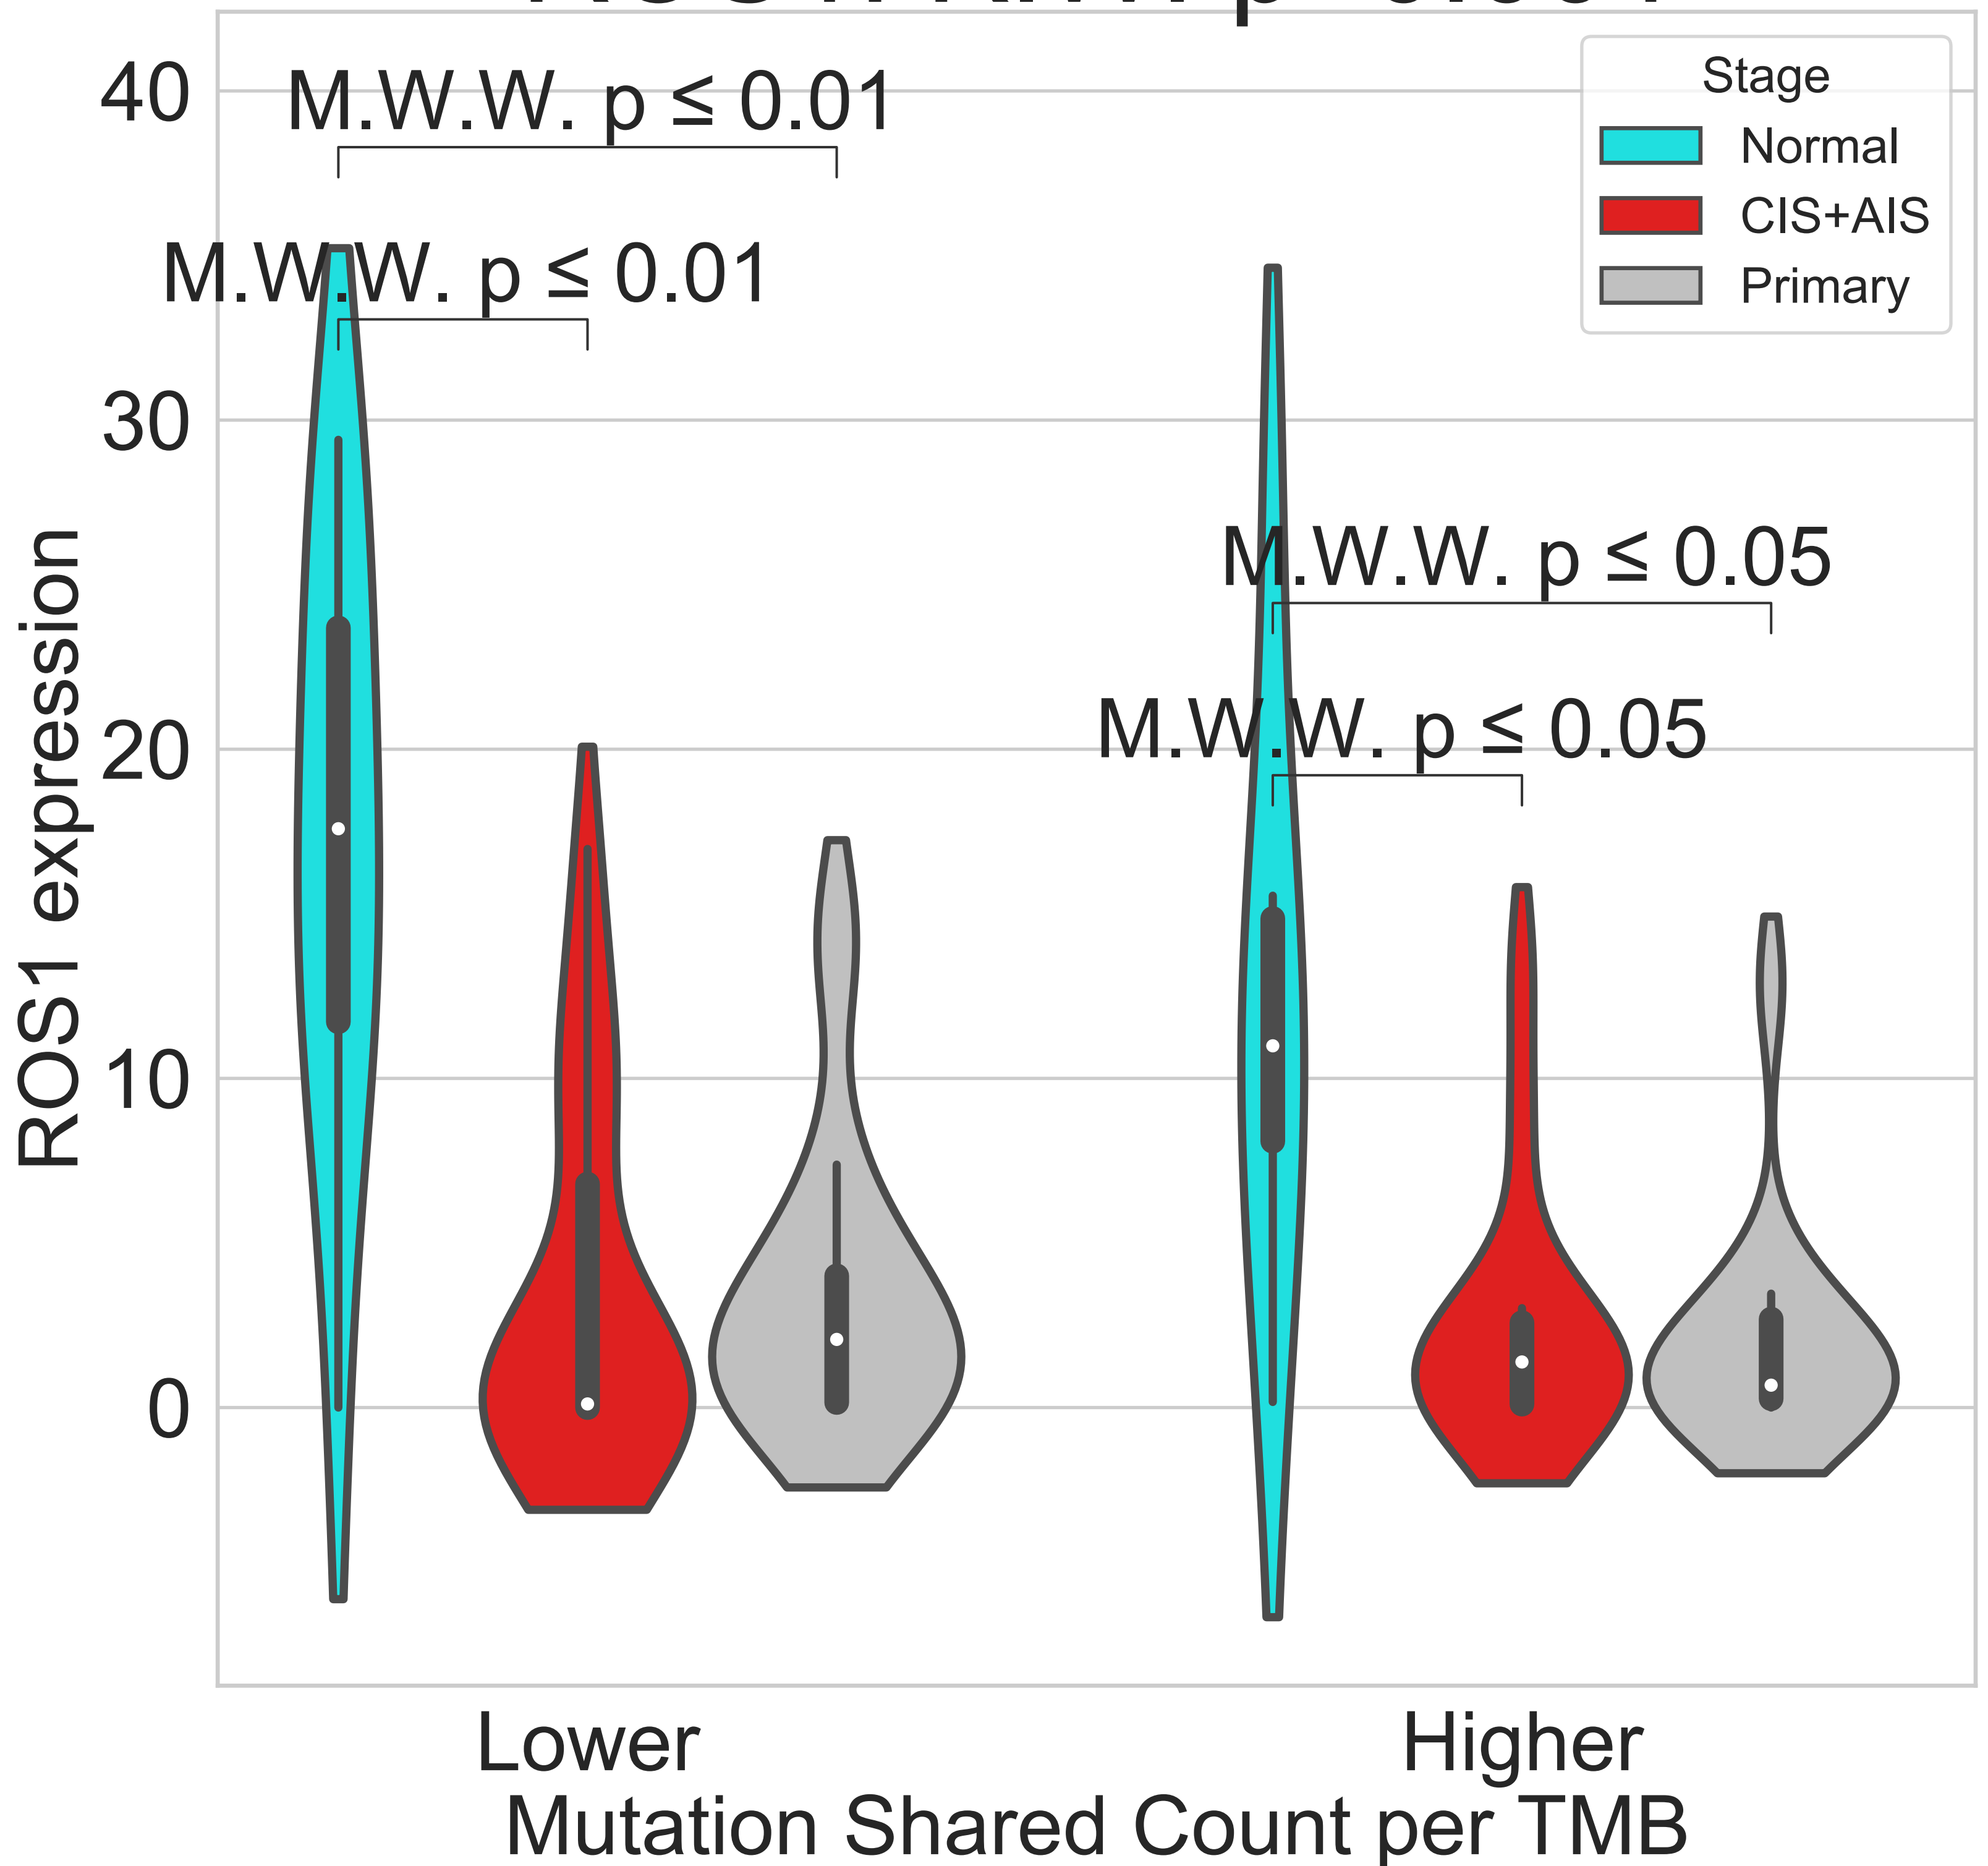 40
30
20
10
0
ROS1 expression
M.W.W. p ≤ 0.01
M.W.W. p ≤ 0.01
M.W.W. p ≤ 0.05
M.W.W. p ≤ 0.05
Stage
Normal
CIS+AIS
Primary
Lower
Higher
Mutation Shared Count per TMB